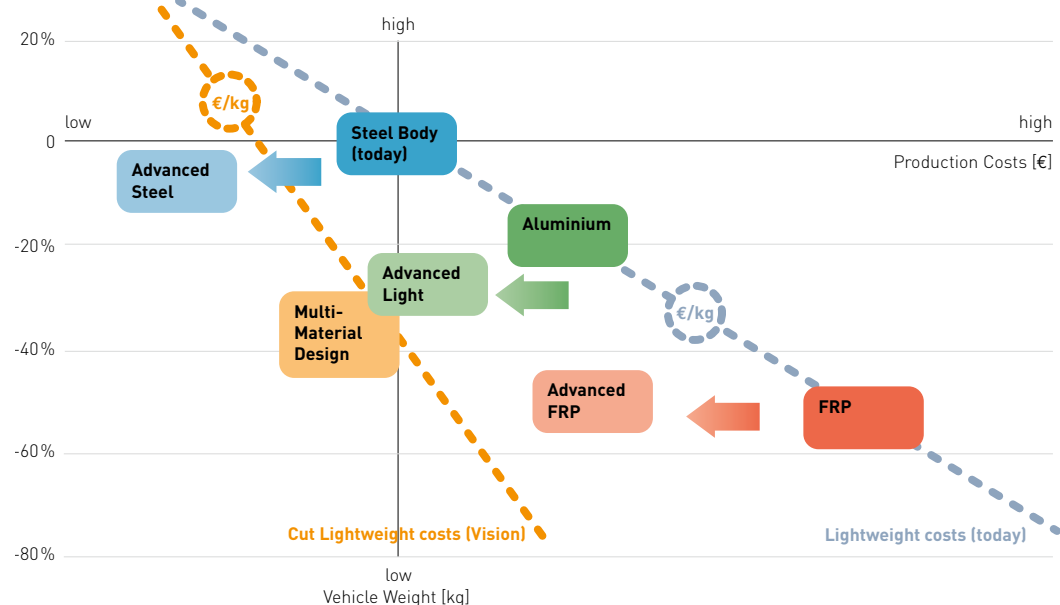 high
20%
€/kg
low
high
0
Steel Body
(today)
Production Costs [€]
Advanced
Steel
Aluminium
-20%
Advanced
Light
Multi-
Material
Design
€/kg
-40%
Advanced
FRP
FRP
-60%
Cut Lightweight costs (Vision)
Lightweight costs (today)
-80%
low
Vehicle Weight [kg]